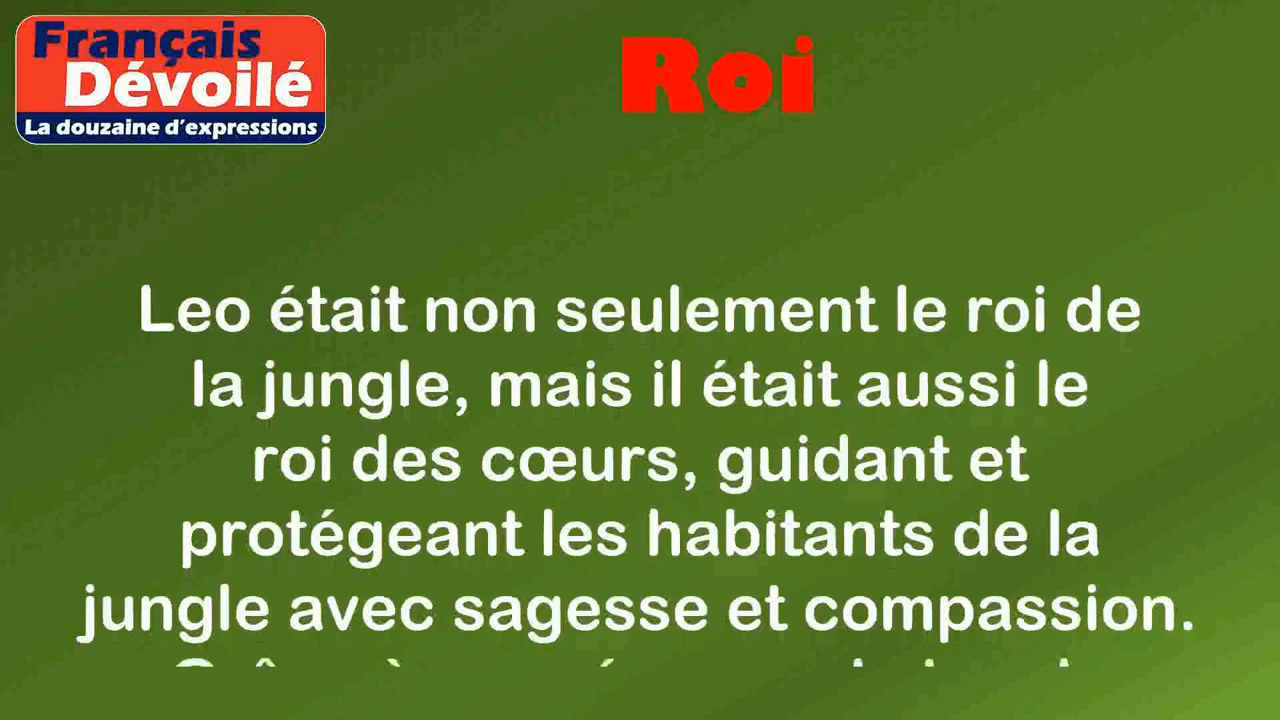 Français
Dévoilé
La douzaine d'expressions
Roi
Leo était non seulement le roi de
la jungle, mais il était aussi le
roi des cœurs, guidant et
protégeant les habitants de la
jungle avec sagesse et compassion.